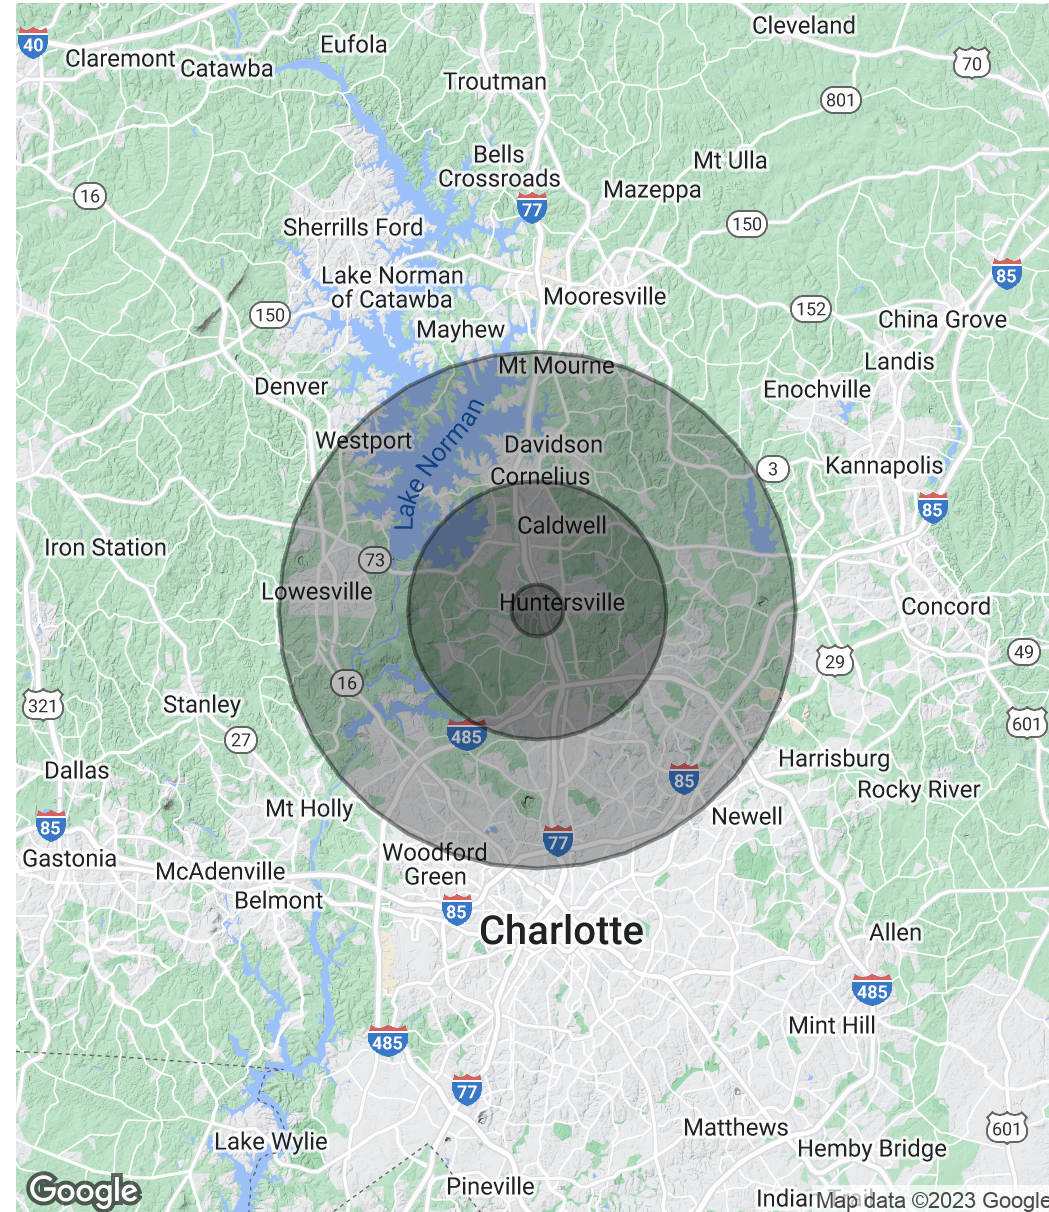 Cleveland
40
Eufola
Claremont
Catawba
70
Troutman
801
Bells
Crossroads
Mt Ulla
16
Mazeppa
77
150
Sherrills Ford
Lake Norman
of Catawba
85
Mooresville
150
152
Mayhew
China Grove
Mt Mourne
Landis
Denver
Enochville
Westport
Lake Norman
Davidson
Cornelius
3
Kannapolis
85
Caldwell
Iron Station
73
Lowesville
Huntersville
Concord
49
29
16
321
Stanley
601
27
485
Harrisburg
Dallas
85
Rocky River
Mt Holly
Newell
85
77
Gastonia
Woodford
Green
McAdenville
Belmont
85
Charlotte
Allen
485
Mint Hill
485
77
Matthews
601
Lake Wylie
Hemby Bridge
Pineville
Google
Indian Trail
Map data ©2023 Google